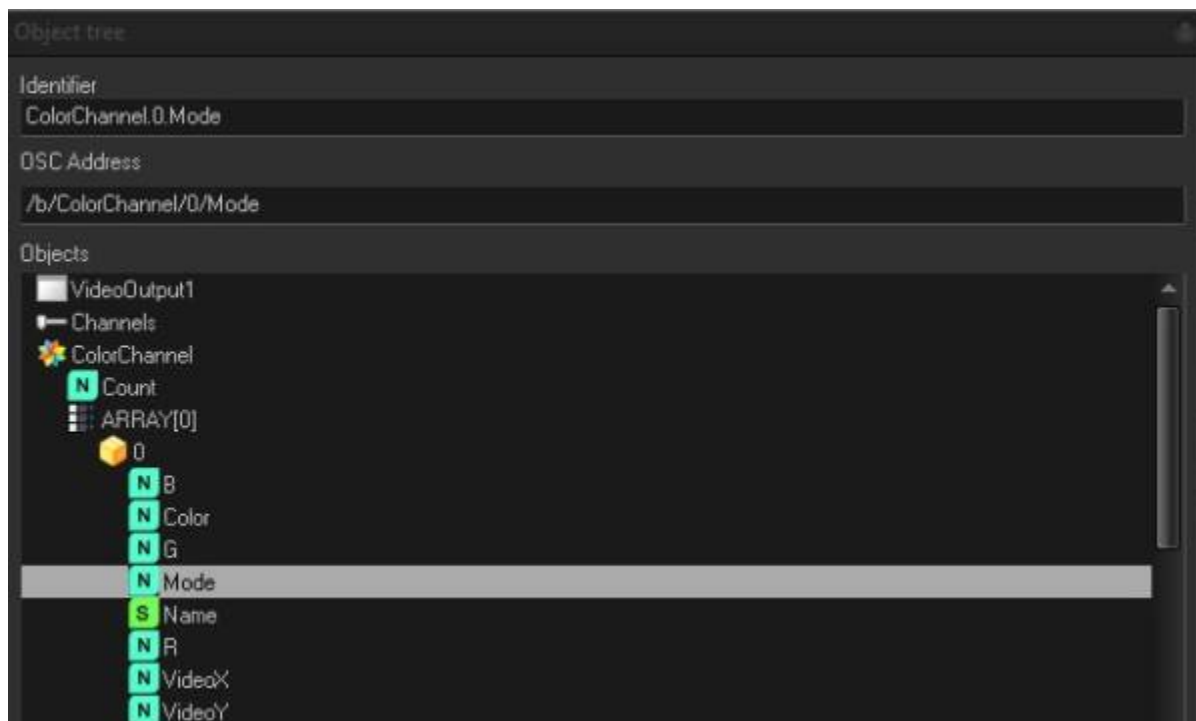 Object tree
Identifier
ColorChannel.0.Mode
OSC Address
/b/ColorChannel/0/Mode
Objects
VideoOutput1
Channels
ColorChannel
N Count
ARRAY[0]
0
N B
N Color
N G
N Mode
S Name
N R
N VideoX
N VideoY